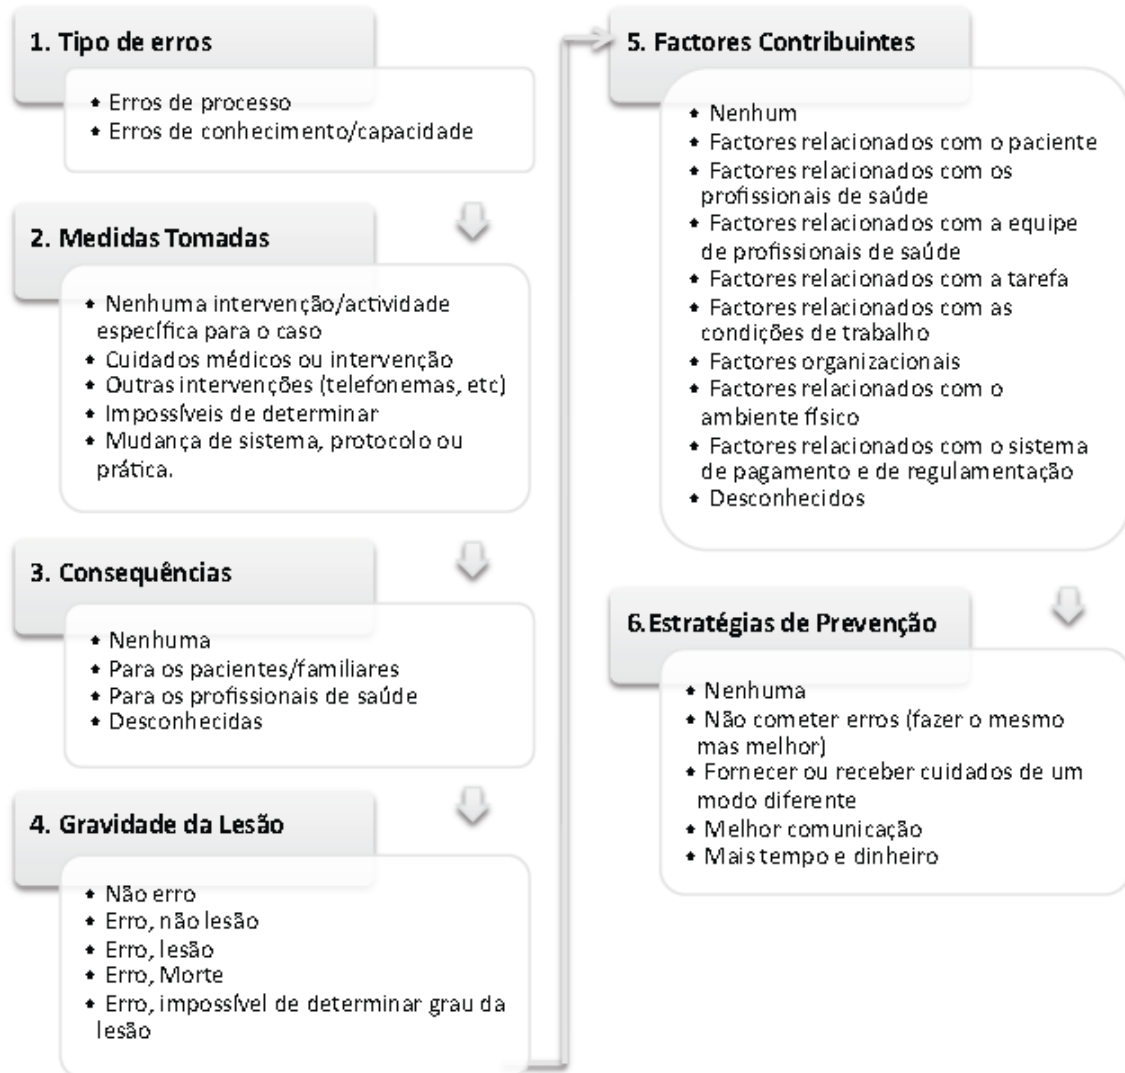 1. Tipo de erros
• Erros de processo
• Erros de conhecimento/capacidade
2. Medidas Tomadas
• Nenhuma intervenção/actividade
específica para o caso
• Cuidados médicos ou intervenção
• Outras intervenções (telefonemas, etc)
• Impossíveis de determinar
• Mudança de sistema, protocolo ou
prática.
3. Consequências
• Nenhuma
• Para os pacientes/familiares
• Para os profissionais de saúde
• Desconhecidas
4. Gravidade da Lesão
• Não erro
• Erro, não lesão
• Erro, lesão
• Erro, Morte
• Erro, impossível de determinar grau da
lesão
5. Factores Contribuintes
• Nenhum
• Factores relacionados com o paciente
• Factores relacionados com os
profissionais de saúde
• Factores relacionados com a equipe
de profissionais de saúde
• Factores relacionados com a tarefa
• Factores relacionados com as
condições de trabalho
• Factores organizacionais
• Factores relacionados com o
ambiente físico
• Factores relacionados com o sistema
de pagamento e de regulamentação
• Desconhecidos
6.Estratégias de Prevenção
• Nenhuma
• Não cometer erros (fazer o mesmo
mas melhor)
• Fornecer ou receber cuidados de um
modo diferente
• Melhor comunicação
• Mais tempo e dinheiro